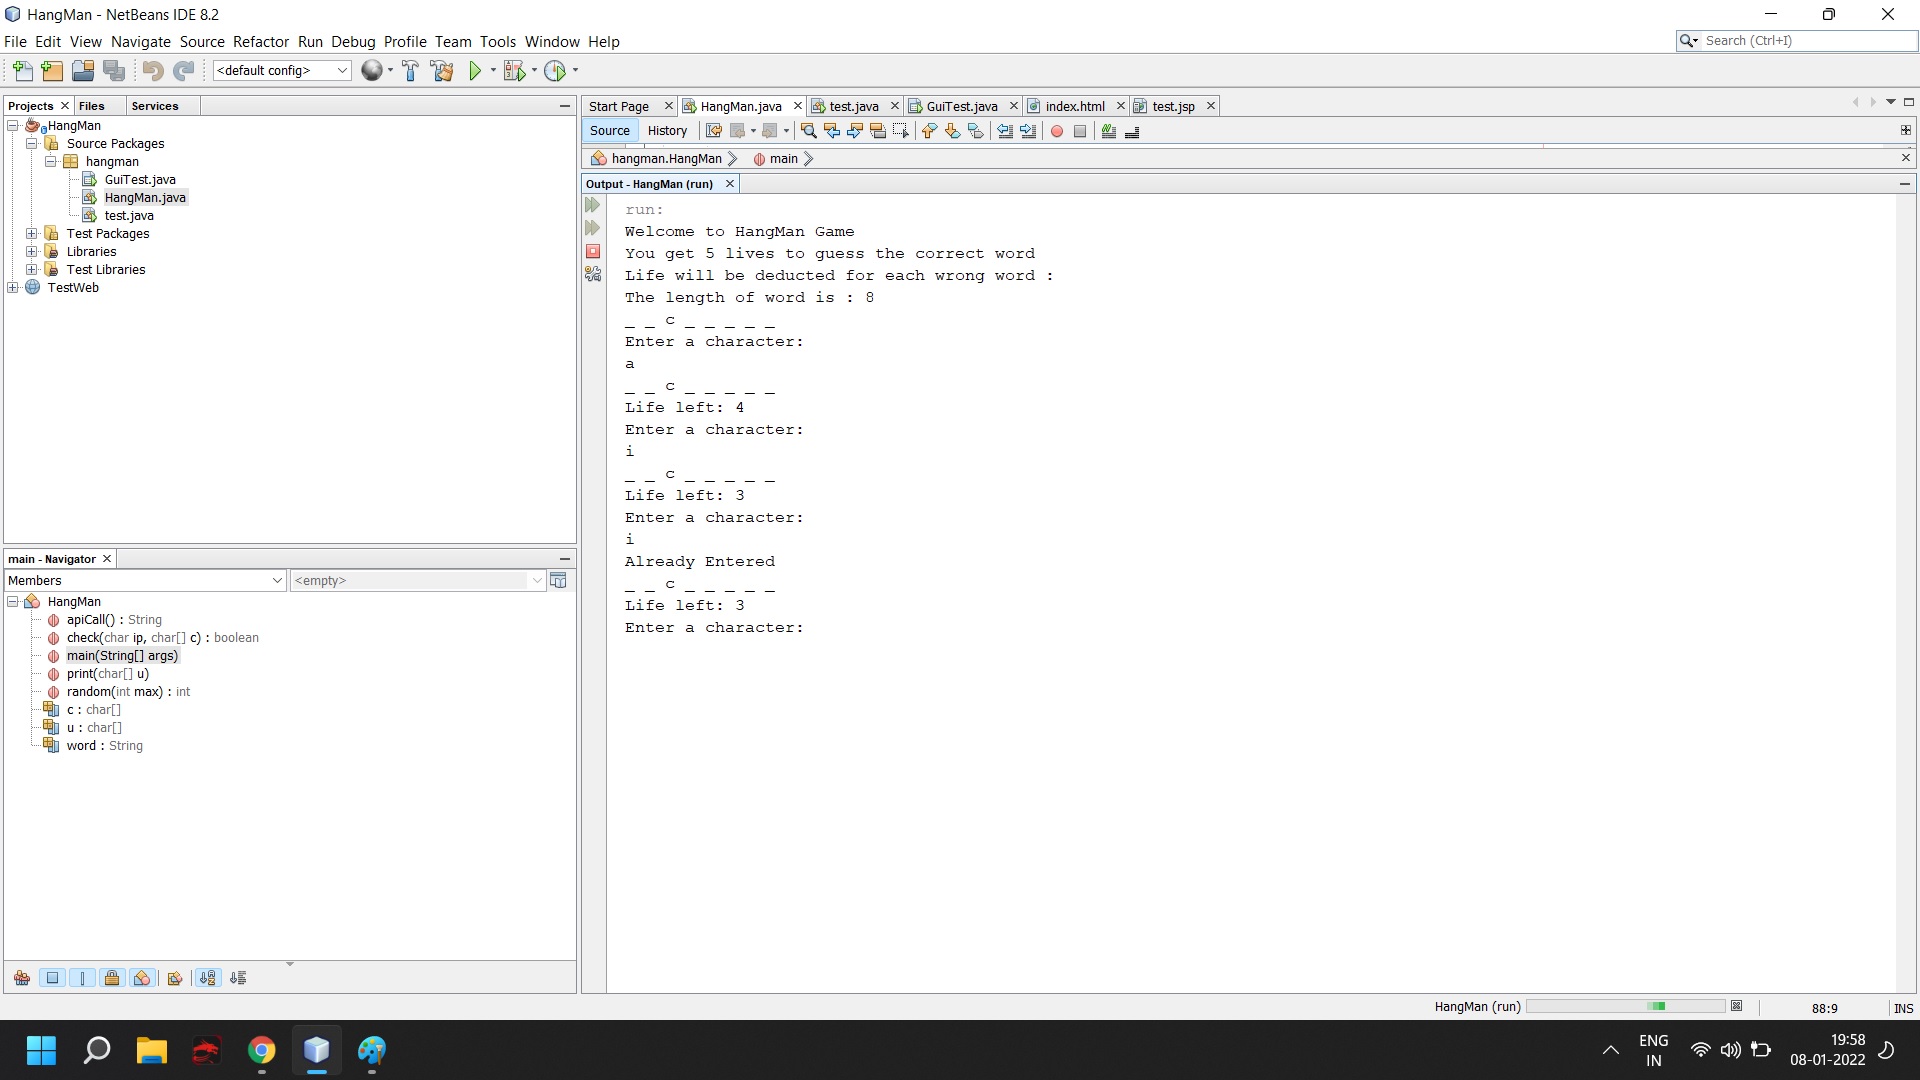 HangMan - NetBeans IDE 8.2
File Edit View Navigate Source Refactor Run Debug Profile Team Tools Window Help
Search (Ctrl+I)
<default config>
Projects Files Services
HangMan
Source Packages
hangman
GuiTest.java
HangMan.java
test.java
Test Packages
Libraries
Test Libraries
TestWeb
main - Navigator
Members
<empty>
HangMan
apiCall() : String
check(char ip, char[] c) : boolean
main(String[] args)
print(char[] u)
random(int max) : int
c : char[]
u : char[]
word : String
Start Page HangMan.java test.java GuiTest.java index.html test.jsp
Source History
hangman.HangMan main
Output - HangMan (run)
run:
Welcome to HangMan Game
You get 5 lives to guess the correct word
Life will be deducted for each wrong word :
The length of word is : 8
_ _ c _ _ _ _ _
Enter a character:
a
_ _ c _ _ _ _ _
Life left: 4
Enter a character:
i
_ _ c _ _ _ _ _
Life left: 3
Enter a character:
i
Already Entered
_ _ c _ _ _ _ _
Life left: 3
Enter a character:
HangMan (run)
88:9
INS
ENG
IN
19:58
08-01-2022